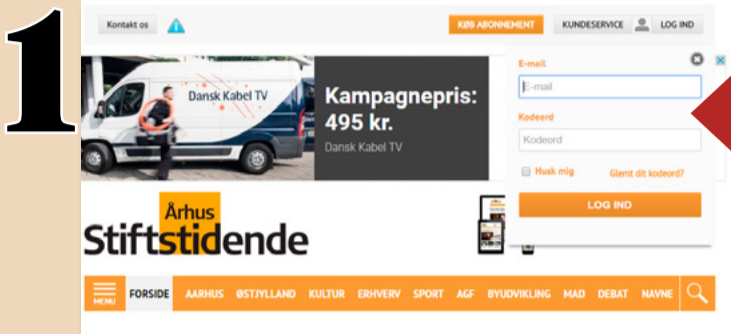 1
Kontakt os
KØB ABONNEMENT KUNDESERVICE LOG IND
Dansk Kabel TV
Kampagnepris:
495 kr.
Dansk Kabel TV
E-mail
E-mail
Kodeord
Kodeord
Husk mig Glemt dit kodeord?
LOG IND
Århus
Stiftstidende
MENU FORSIDE AARHUS ØSTJYLLAND KULTUR ERHVERV SPORT AGF BYUDVIKLING MAD DEBAT NAVNE